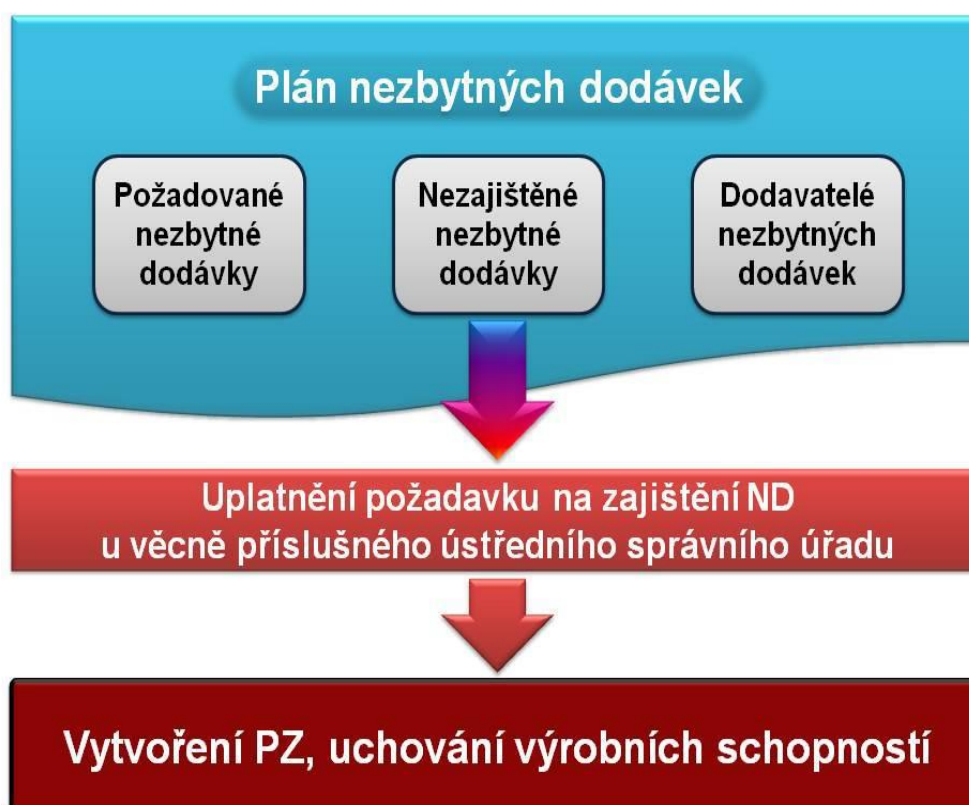 Plán nezbytných dodávek
Požadované
nezbytné
dodávky
Nezajištěné
nezbytné
dodávky
Dodavatelé
nezbytných
dodávek
Uplatnění požadavku na zajištění ND
u věcně příslušného ústředního správního úřadu
Vytvoření PZ, uchování výrobních schopností